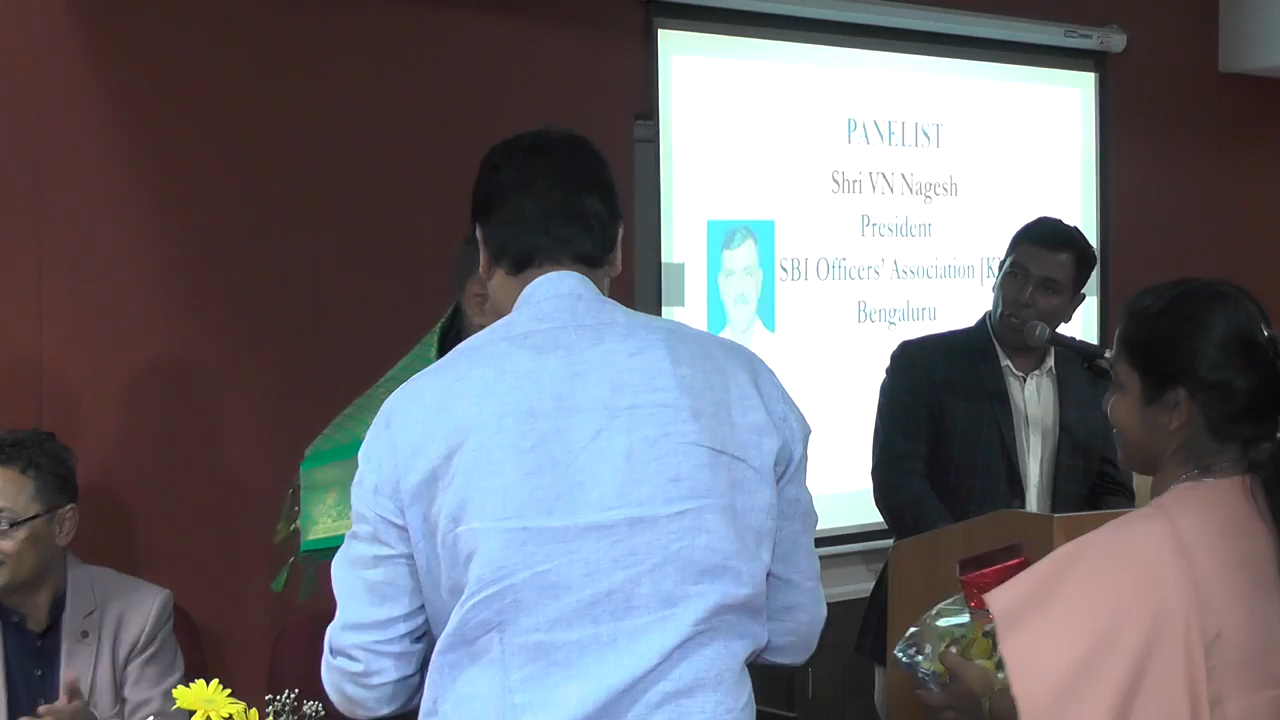 PANELIST
Shri VN Nagesh
President
SBI Officers' Association [K
Bengaluru